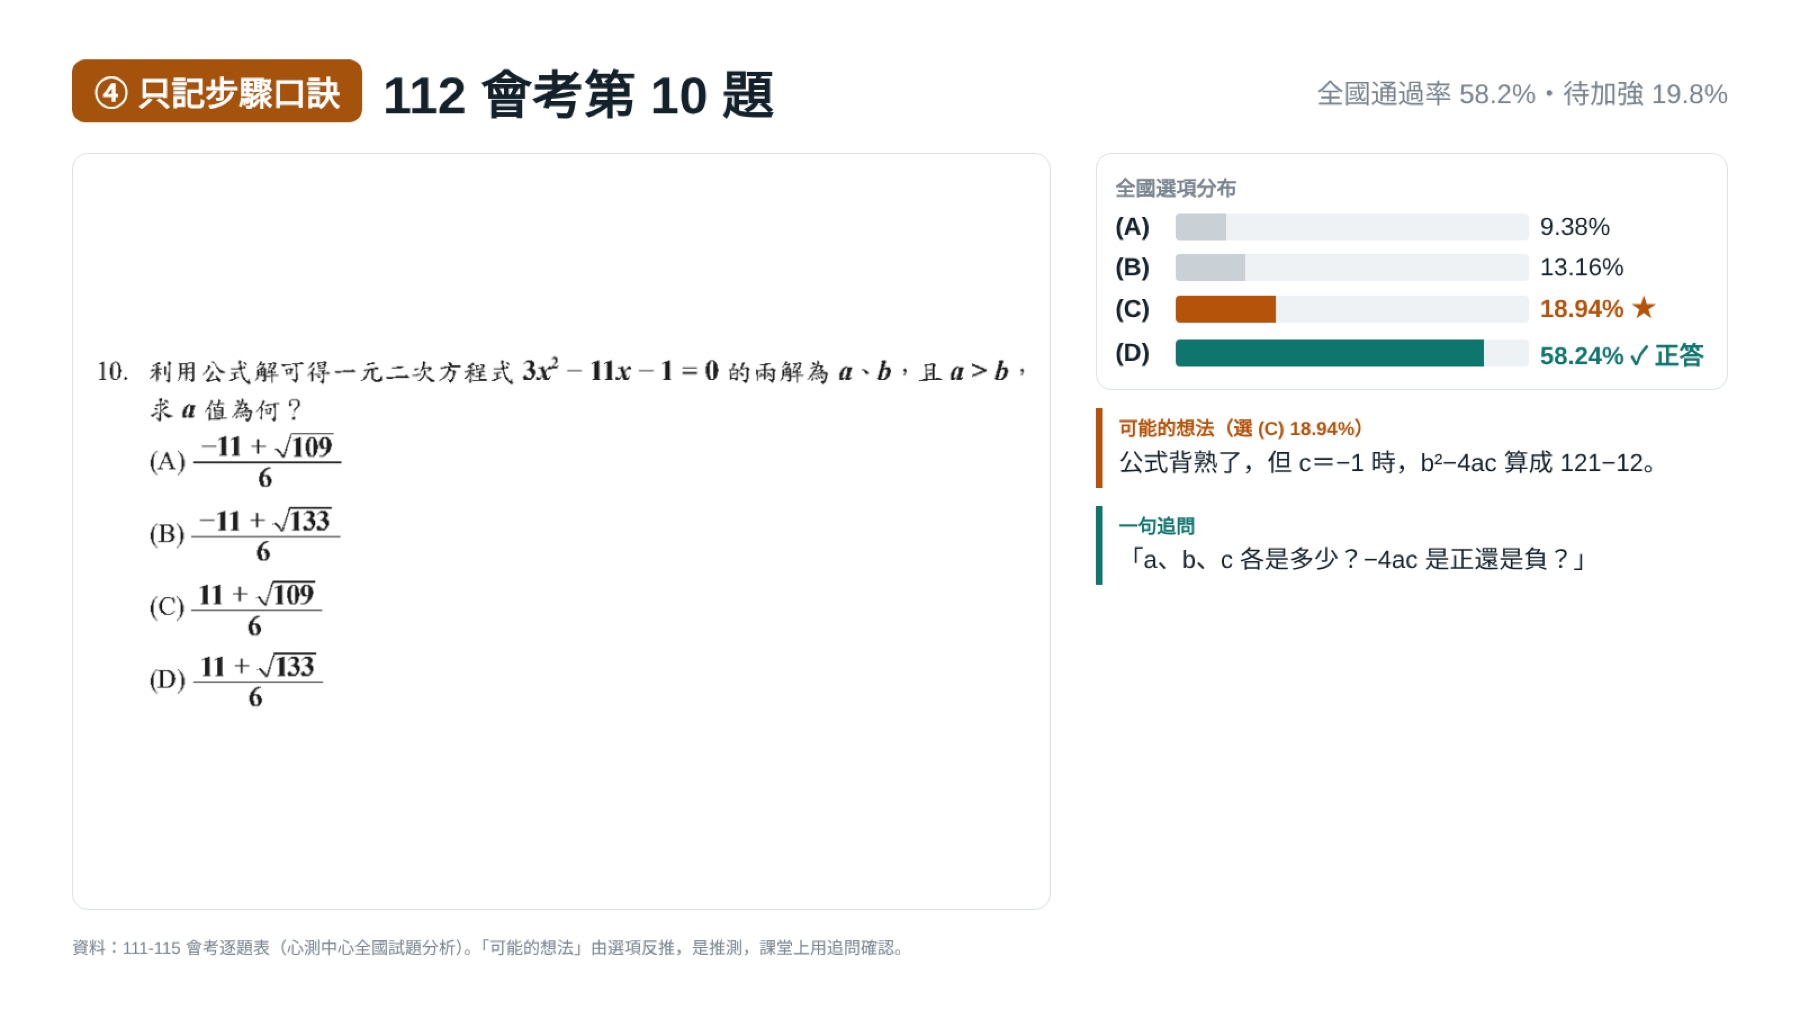 ④ 只記步驟口訣
112 會考第 10 題
全國通過率 58.2%・待加強 19.8%
10. 利用公式解可得一元二次方程式 3x² − 11x − 1 = 0 的兩解為 a、b，且 a > b，
求 a 值為何？
(A) (−11 + √109)/6
(B) (−11 + √133)/6
(C) (11 + √109)/6
(D) (11 + √133)/6
全國選項分布
(A) 9.38%
(B) 13.16%
(C) 18.94% ★
(D) 58.24% ✓ 正答
可能的想法（選 (C) 18.94%）
公式背熟了，但 c＝−1 時，b²−4ac 算成 121−12。
一句追問
「a、b、c 各是多少？−4ac 是正還是負？」
資料：111-115 會考逐題表（心測中心全國試題分析）。「可能的想法」由選項反推，是推測，課堂上用追問確認。